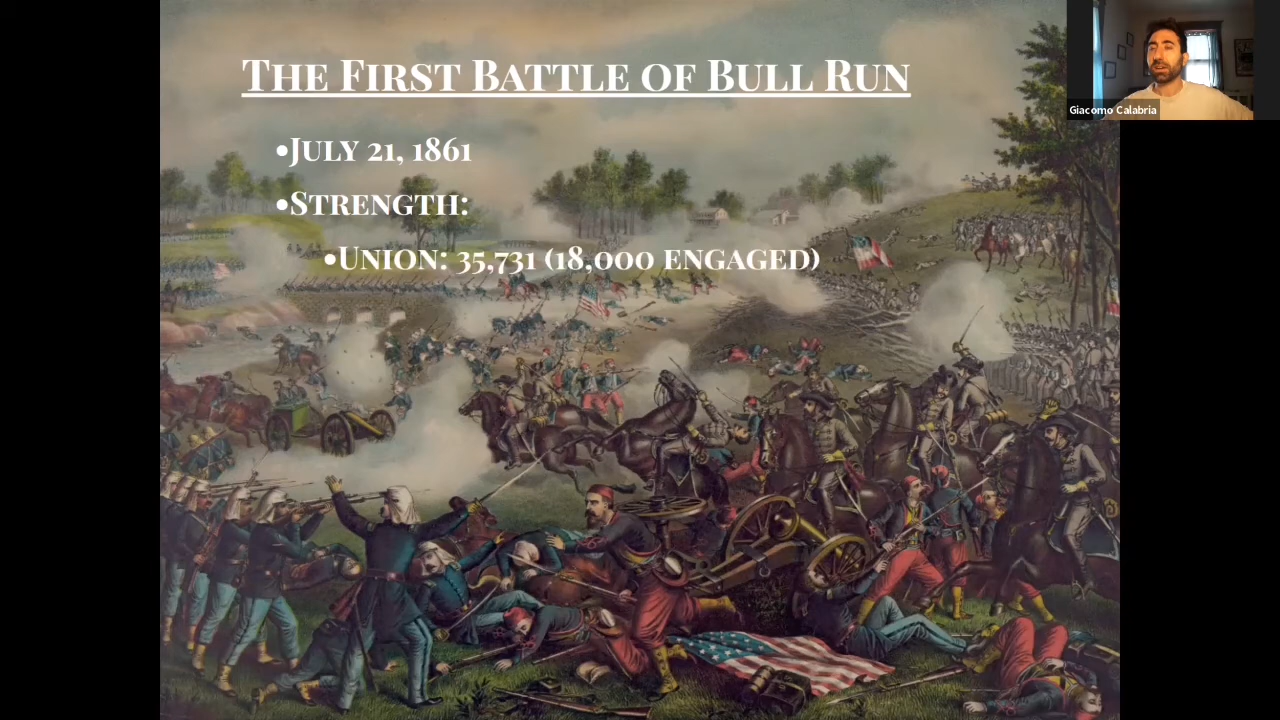 The First Battle of Bull Run
•July 21, 1861
•Strength:
•Union: 35,731 (18,000 engaged)
Giacomo Calabria